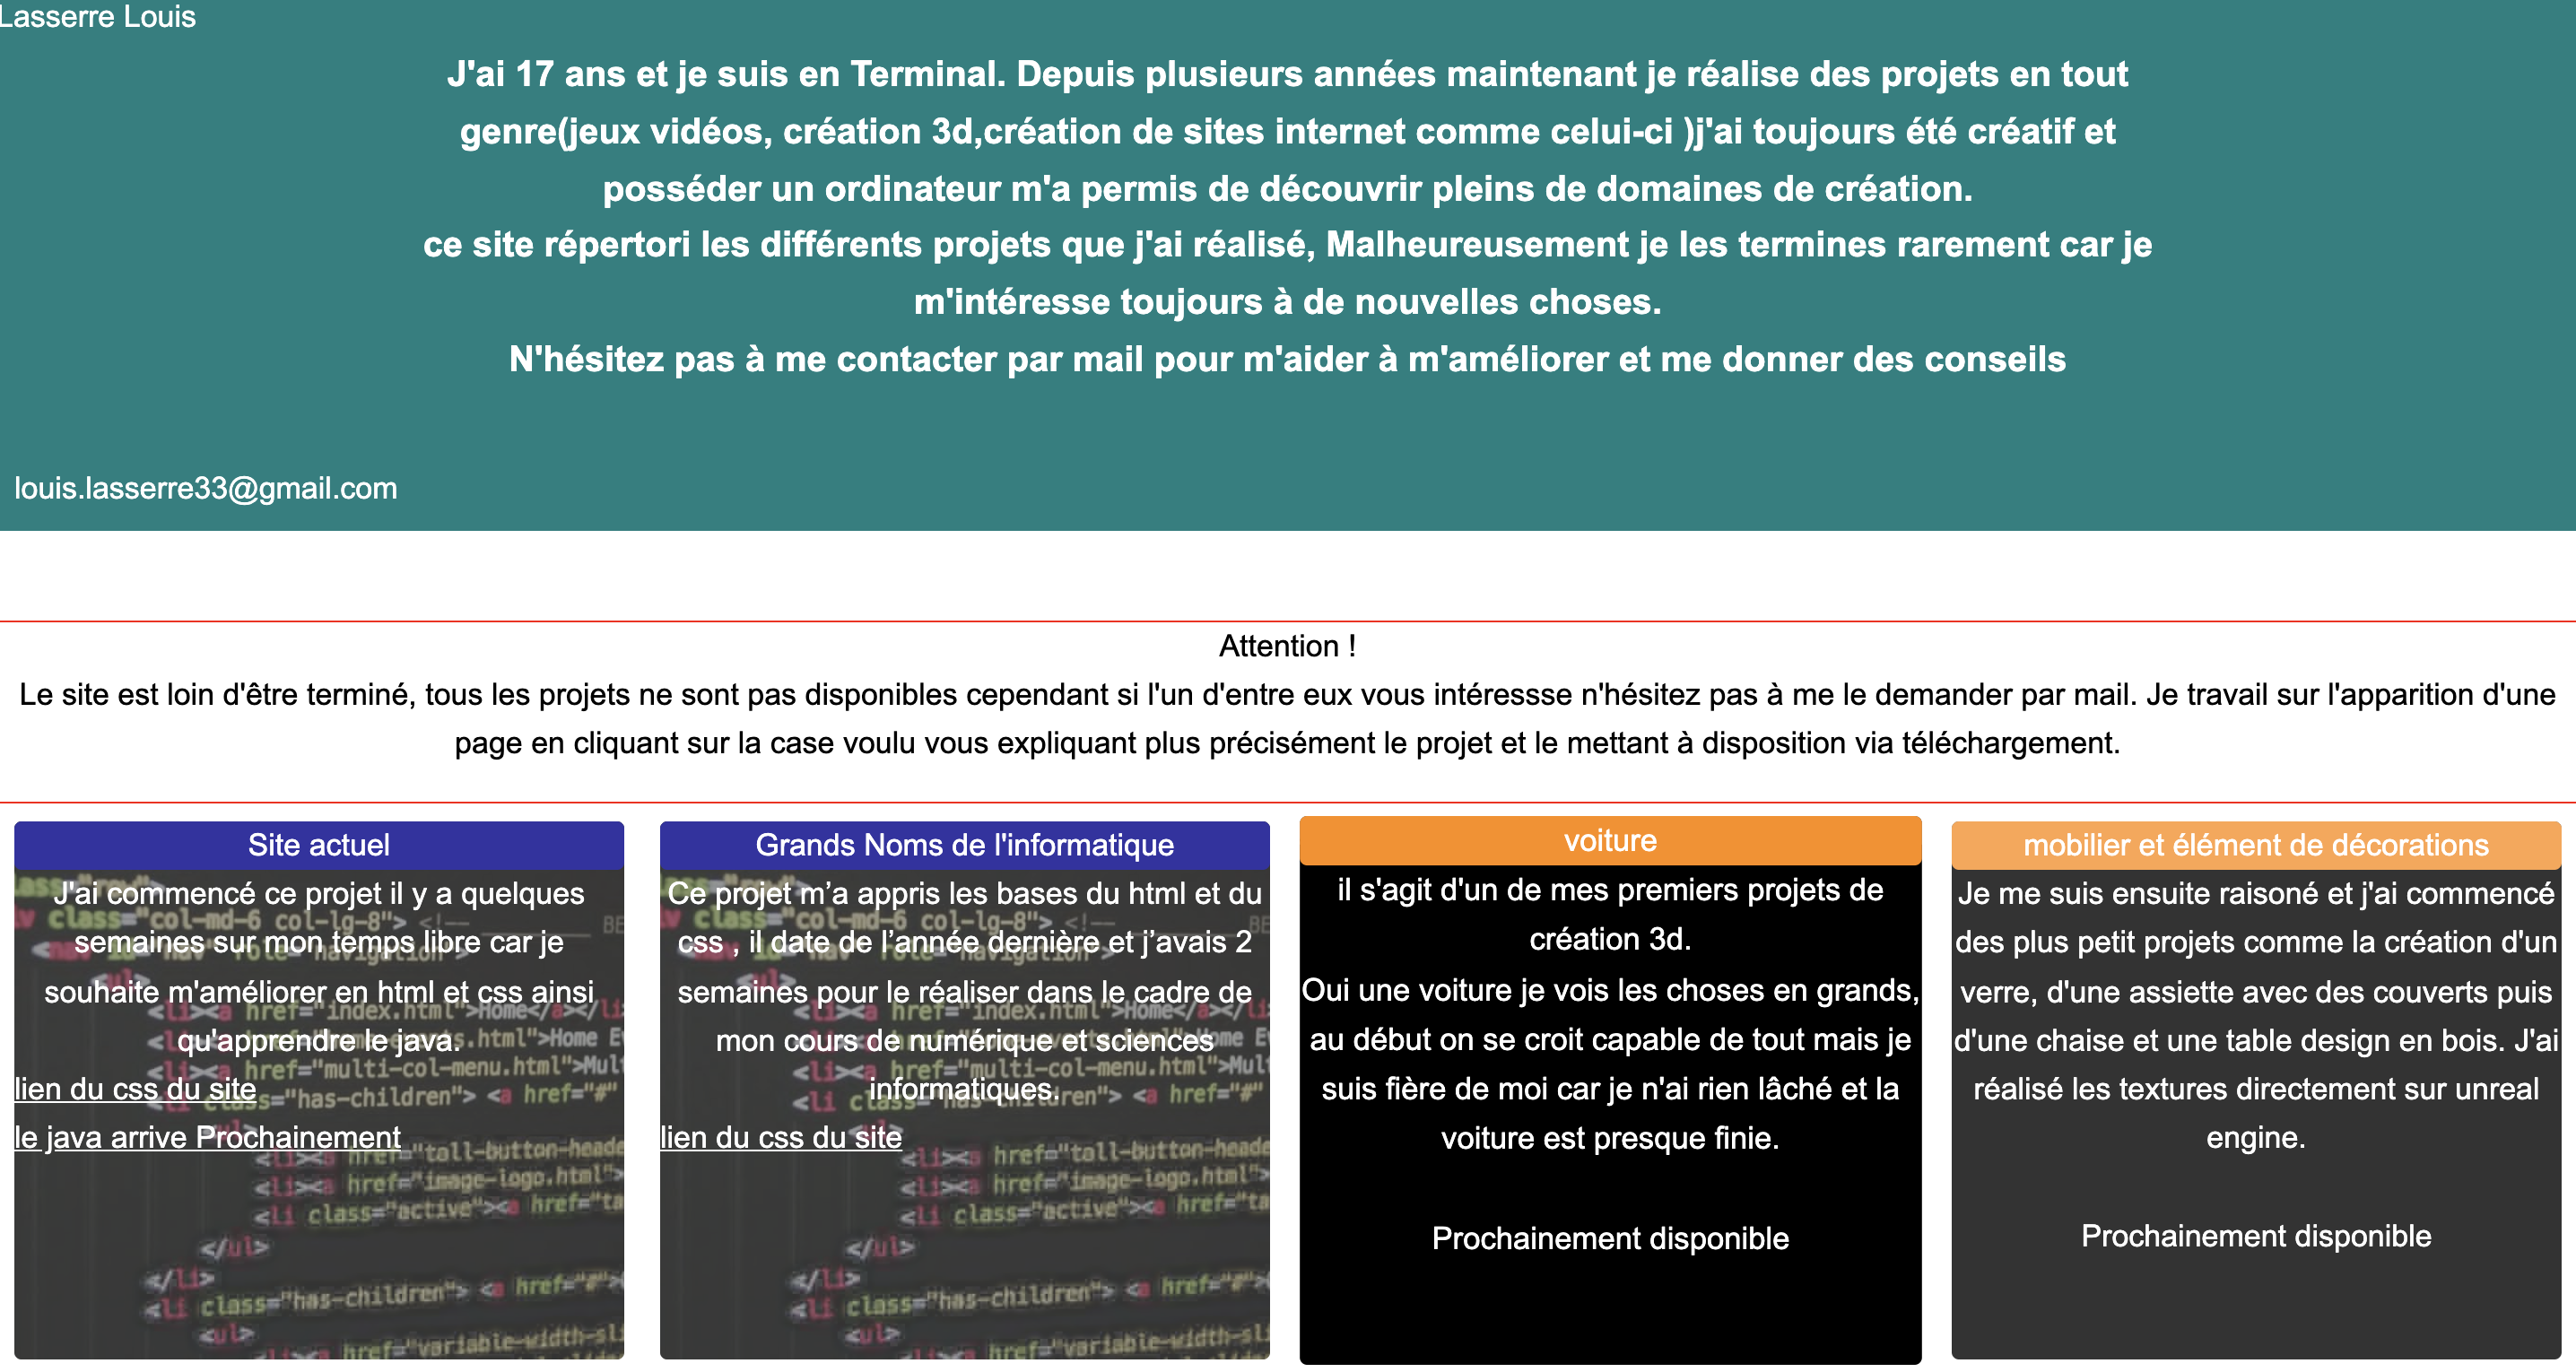 Lasserre Louis
J'ai 17 ans et je suis en Terminal. Depuis plusieurs années maintenant je réalise des projets en tout
genre(jeux vidéos, création 3d,création de sites internet comme celui-ci )j'ai toujours été créatif et
posséder un ordinateur m'a permis de découvrir pleins de domaines de création.
ce site répertori les différents projets que j'ai réalisé, Malheureusement je les termines rarement car je
m'intéresse toujours à de nouvelles choses.
N'hésitez pas à me contacter par mail pour m'aider à m'améliorer et me donner des conseils
louis.lasserre33@gmail.com
Attention !
Le site est loin d'être terminé, tous les projets ne sont pas disponibles cependant si l'un d'entre eux vous intéressse n'hésitez pas à me le demander par mail. Je travail sur l'apparition d'une
page en cliquant sur la case voulu vous expliquant plus précisément le projet et le mettant à disposition via téléchargement.
Site actuel
J'ai commencé ce projet il y a quelques
semaines sur mon temps libre car je
souhaite m'améliorer en html et css ainsi
qu'apprendre le java.
lien du css du site
le java arrive Prochainement
Grands Noms de l'informatique
Ce projet m’a appris les bases du html et du
css , il date de l’année dernière et j’avais 2
semaines pour le réaliser dans le cadre de
mon cours de numérique et sciences
informatiques.
lien du css du site
voiture
il s'agit d'un de mes premiers projets de
création 3d.
Oui une voiture je vois les choses en grands,
au début on se croit capable de tout mais je
suis fière de moi car je n'ai rien lâché et la
voiture est presque finie.
Prochainement disponible
mobilier et élément de décorations
Je me suis ensuite raisoné et j'ai commencé
des plus petit projets comme la création d'un
verre, d'une assiette avec des couverts puis
d'une chaise et une table design en bois. J'ai
réalisé les textures directement sur unreal
engine.
Prochainement disponible